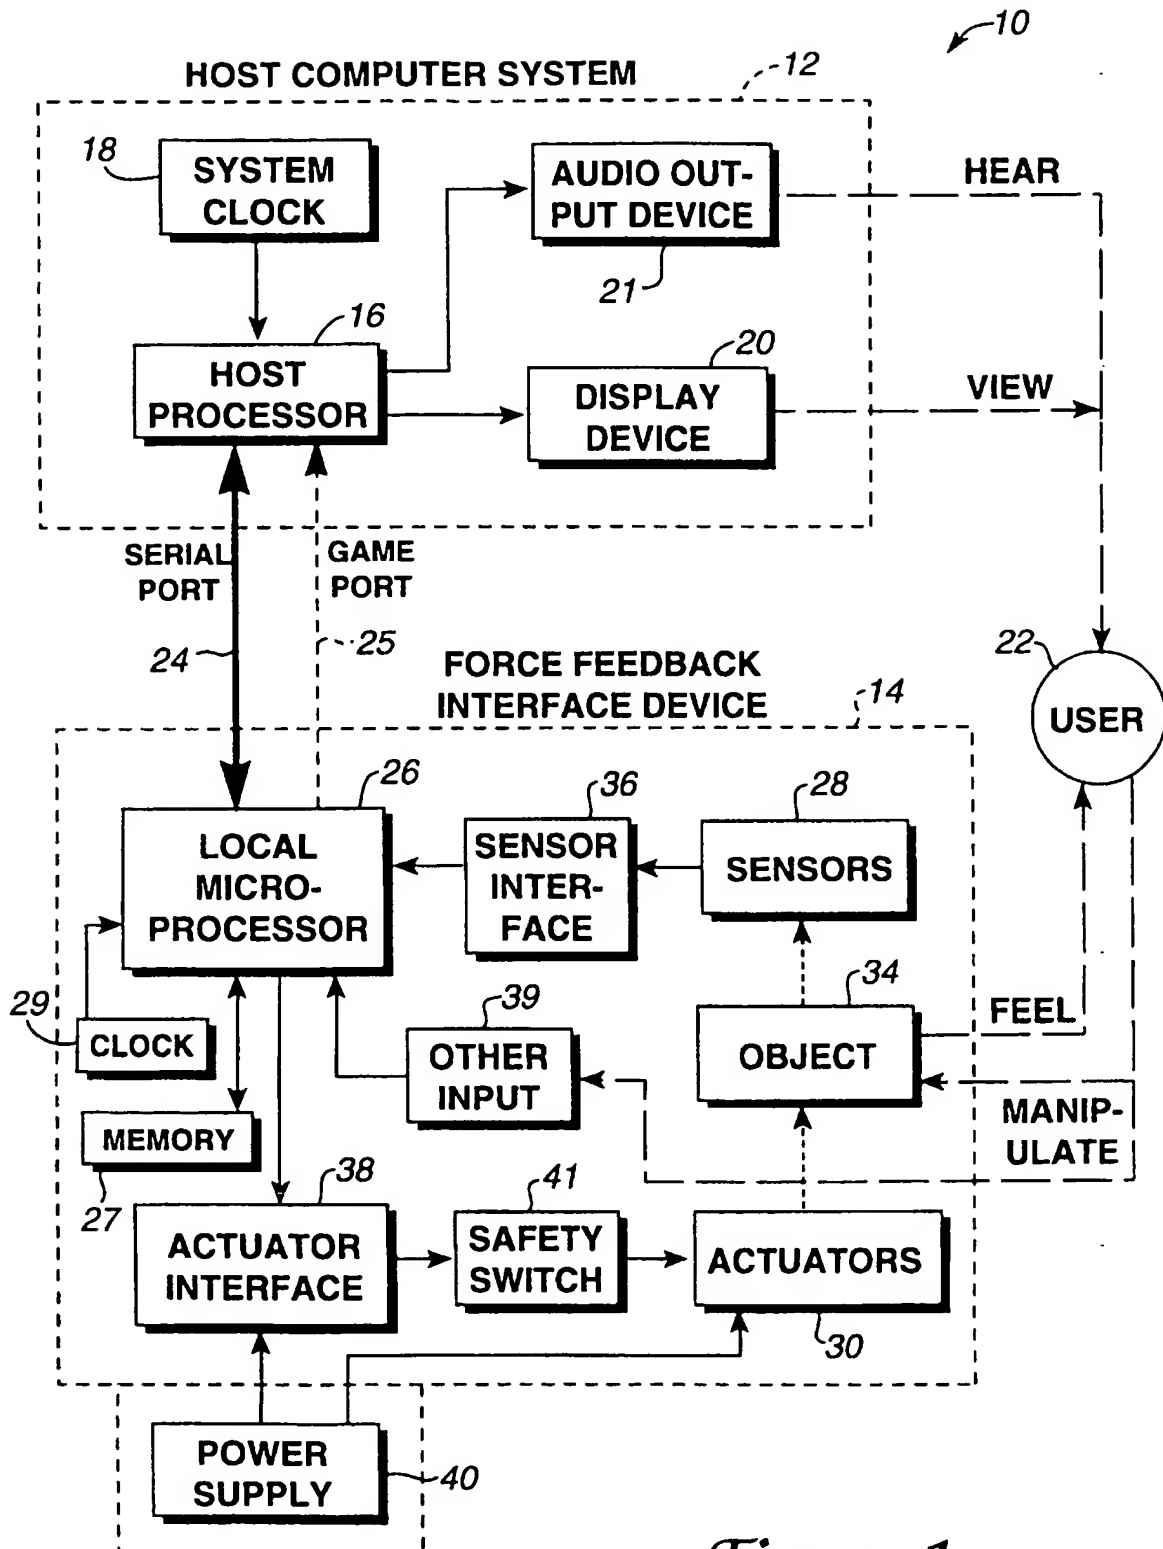 10
HOST COMPUTER SYSTEM
12
18
SYSTEM
CLOCK
AUDIO OUT-
PUT DEVICE
HEAR
21
16
HOST
PROCESSOR
20
DISPLAY
DEVICE
VIEW
SERIAL
PORT
GAME
PORT
24
25
FORCE FEEDBACK
INTERFACE DEVICE
14
22
USER
26
LOCAL
MICRO-
PROCESSOR
36
SENSOR
INTER-
FACE
28
SENSORS
29
CLOCK
39
OTHER
INPUT
34
OBJECT
FEEL
MANIP-
ULATE
MEMORY
27
38
ACTUATOR
INTERFACE
41
SAFETY
SWITCH
ACTUATORS
30
POWER
SUPPLY
40
Figure 1